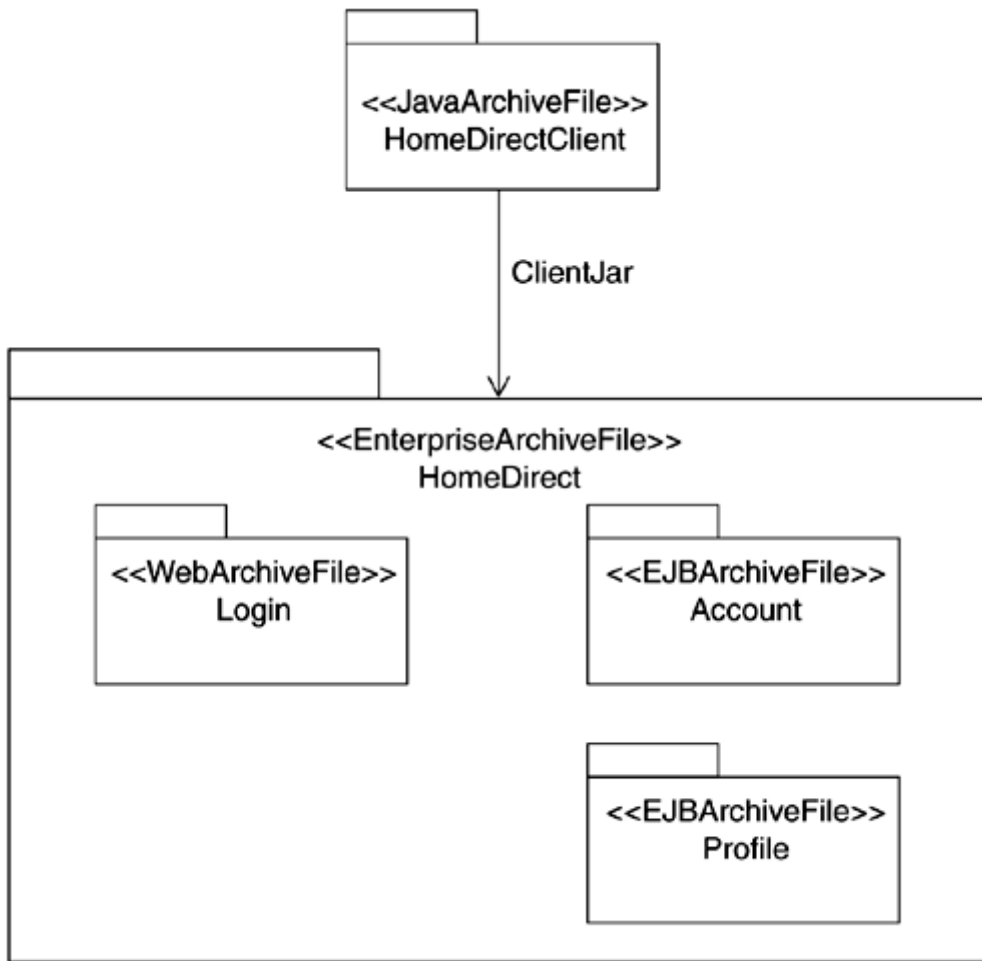 <<JavaArchiveFile>>
HomeDirectClient
ClientJar
<<EnterpriseArchiveFile>>
HomeDirect
<<WebArchiveFile>>
Login
<<EJBArchiveFile>>
Account
<<EJBArchiveFile>>
Profile